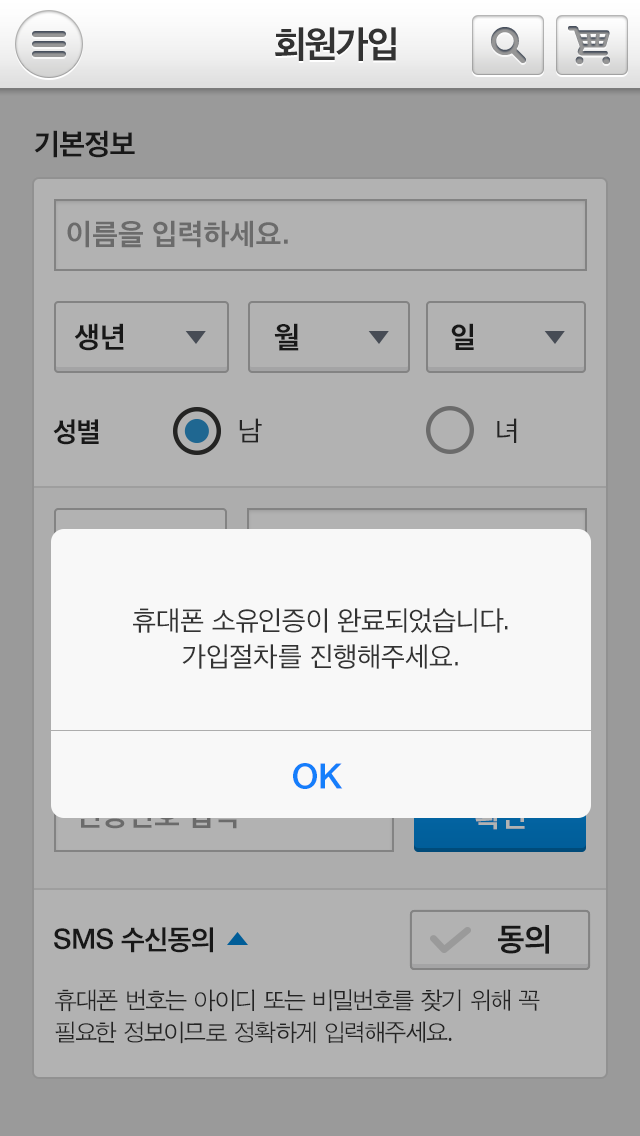 회원가입
기본정보
이름을 입력하세요.
생년 월 일
성별 남 녀
휴대폰 소유인증이 완료되었습니다.
가입절차를 진행해주세요.
OK
확인
SMS 수신동의 동의
휴대폰 번호는 아이디 또는 비밀번호를 찾기 위해 꼭
필요한 정보이므로 정확하게 입력해주세요.